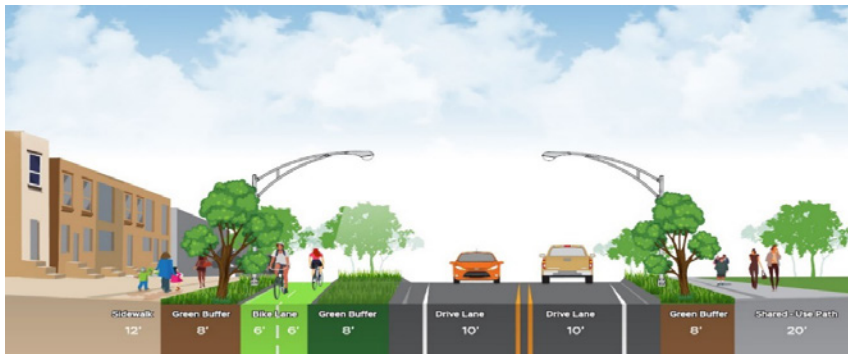 Sidewalk
12'
Green Buffer
8'
Bike Lane
6' 6'
Green Buffer
8'
Drive Lane
10'
Drive Lane
10'
Green Buffer
8'
Shared - Use Path
20'